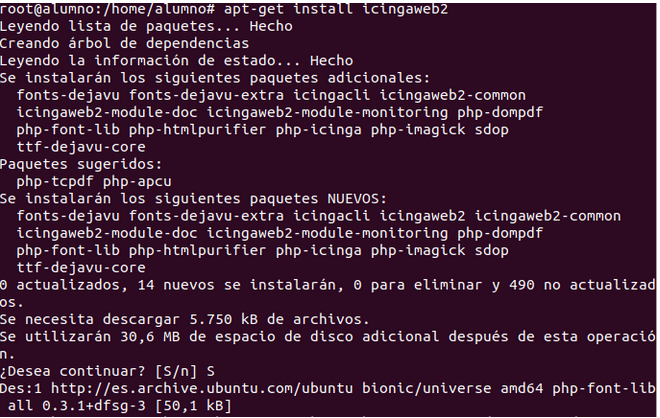 root@alumno:/home/alumno# apt-get install icingaweb2
Leyendo lista de paquetes... Hecho
Creando árbol de dependencias
Leyendo la información de estado... Hecho
Se instalarán los siguientes paquetes adicionales:
  fonts-dejavu fonts-dejavu-extra icingacli icingaweb2-common
  icingaweb2-module-doc icingaweb2-module-monitoring php-dompdf
  php-font-lib php-htmlpurifier php-icinga php-imagick sdop
  ttf-dejavu-core
Paquetes sugeridos:
  php-tcpdf php-apcu
Se instalarán los siguientes paquetes NUEVOS:
  fonts-dejavu fonts-dejavu-extra icingacli icingaweb2 icingaweb2-common
  icingaweb2-module-doc icingaweb2-module-monitoring php-dompdf
  php-font-lib php-htmlpurifier php-icinga php-imagick sdop
  ttf-dejavu-core
0 actualizados, 14 nuevos se instalarán, 0 para eliminar y 490 no actualizad
os.
Se necesita descargar 5.750 kB de archivos.
Se utilizarán 30,6 MB de espacio de disco adicional después de esta operació
n.
¿Desea continuar? [S/n] S
Des:1 http://es.archive.ubuntu.com/ubuntu bionic/universe amd64 php-font-lib
 all 0.3.1+dfsg-3 [50,1 kB]